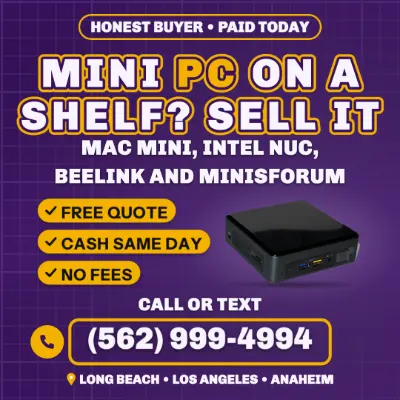 HONEST BUYER • PAID TODAY
MINI PC ON A
SHELF? SELL IT
MAC MINI, INTEL NUC,
BEELINK AND MINISFORUM
FREE QUOTE
CASH SAME DAY
NO FEES
CALL OR TEXT
(562) 999-4994
LONG BEACH • LOS ANGELES • ANAHEIM